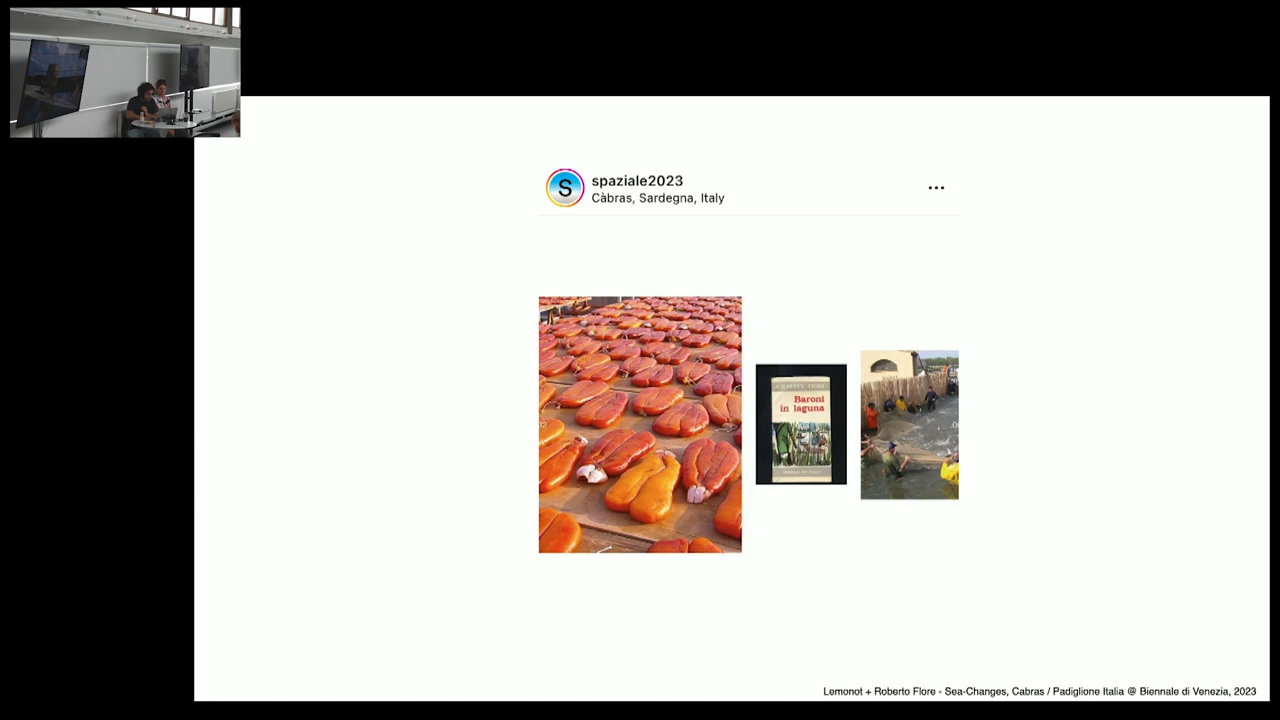 S
spaziale2023
Càbras, Sardegna, Italy
Baroni
in laguna
Lemonot + Roberto Flore - Sea-Changes, Cabras / Padiglione Italia @ Biennale di Venezia, 2023